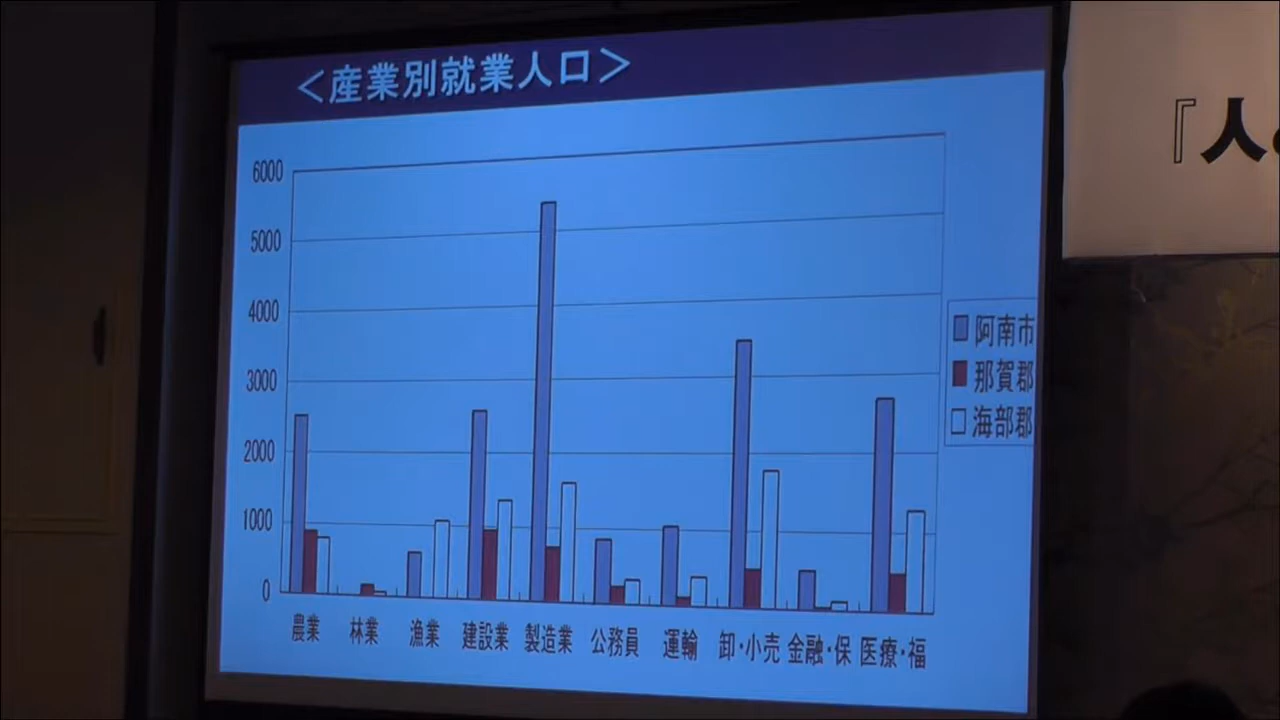 ＜産業別就業人口＞
6000
5000
4000
3000
2000
1000
0
農業 林業 漁業 建設業 製造業 公務員 運輸 卸・小売 金融・保 医療・福
阿南市
那賀郡
海部郡
『人